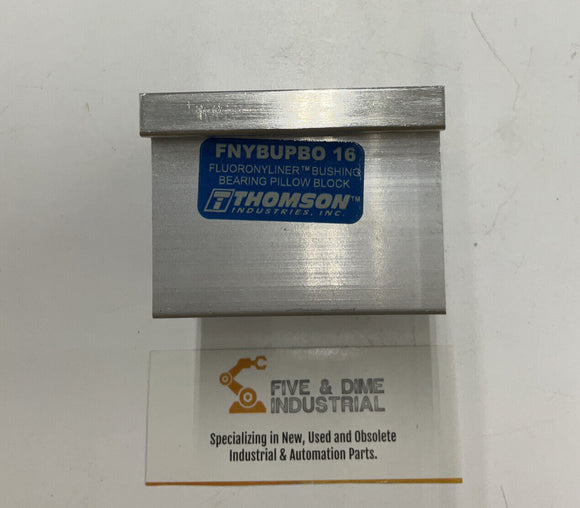 FNYBUPBO 16
FLUORONYLINER™ BUSHING
BEARING PILLOW BLOCK
THOMSON™
INDUSTRIES, INC.
FIVE & DIME
INDUSTRIAL
Specializing in New, Used and Obsolete
Industrial & Automation Parts.